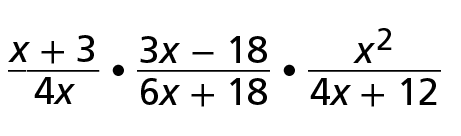 (x + 3)/(4x) • (3x − 18)/(6x + 18) • x²/(4x + 12)